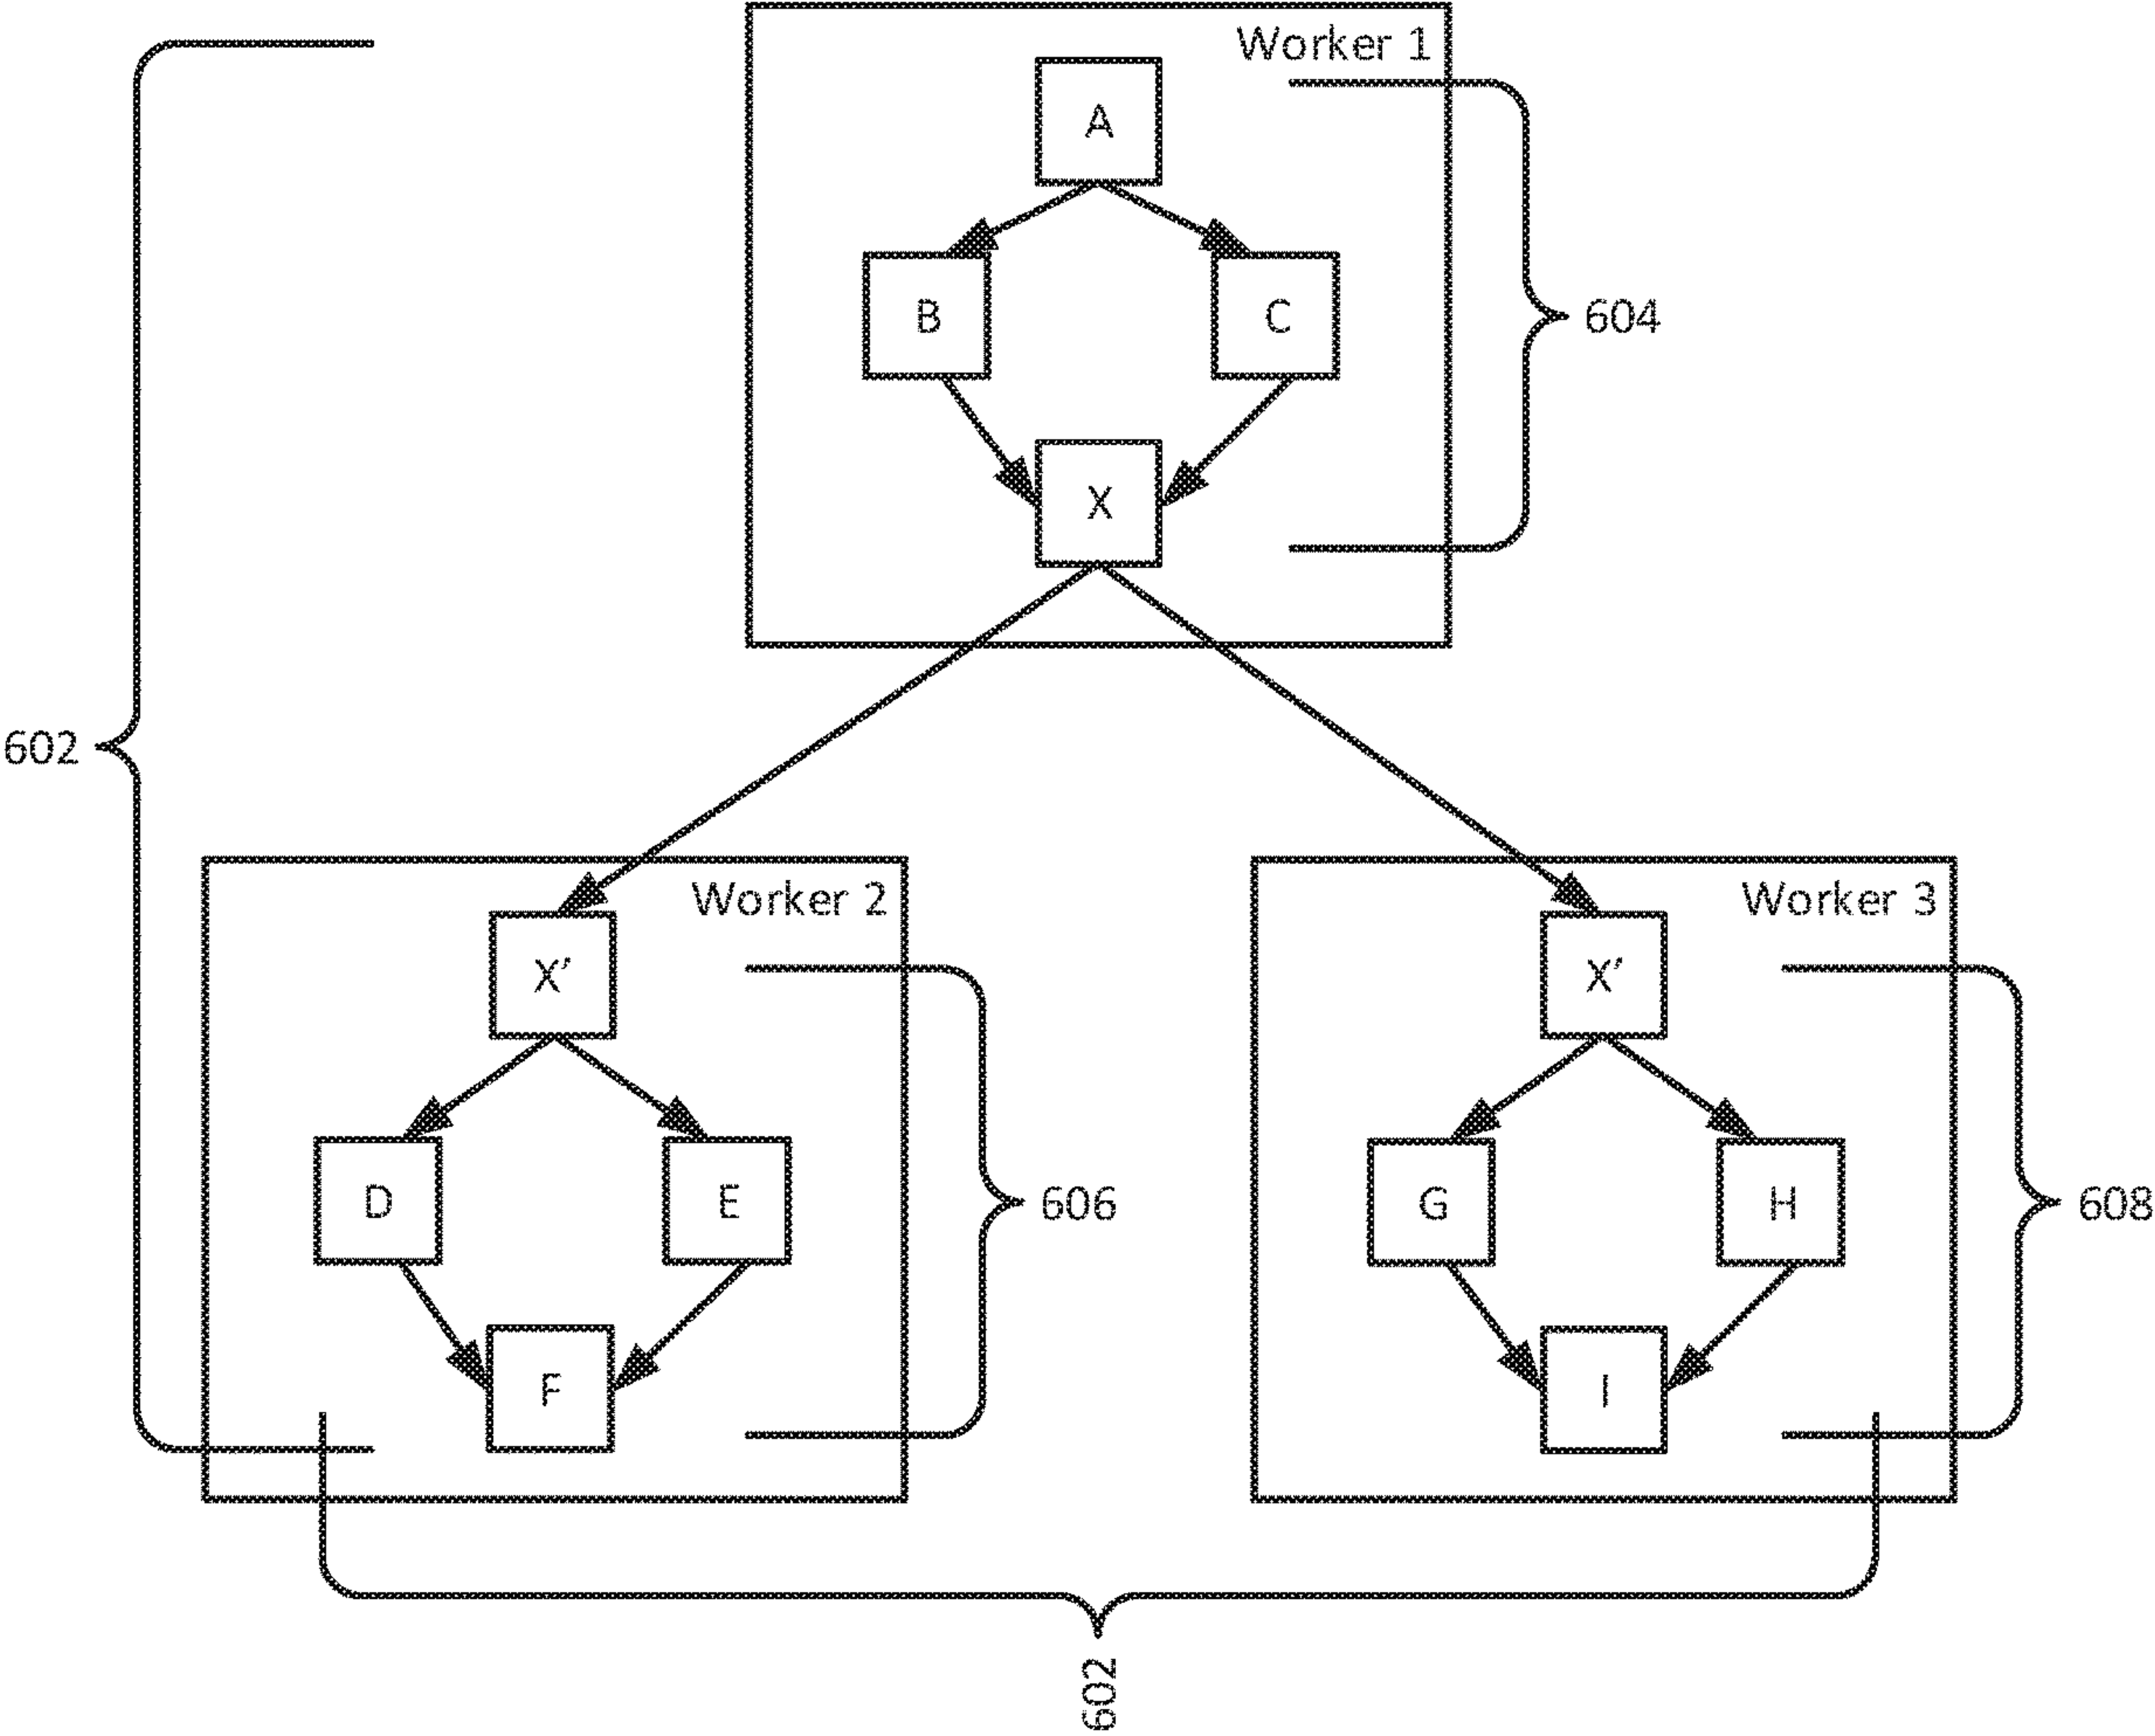 Worker 1
A
B
C
604
X
602
Worker 2
Worker 3
X’
X’
D
E
606
G
H
608
F
I
602